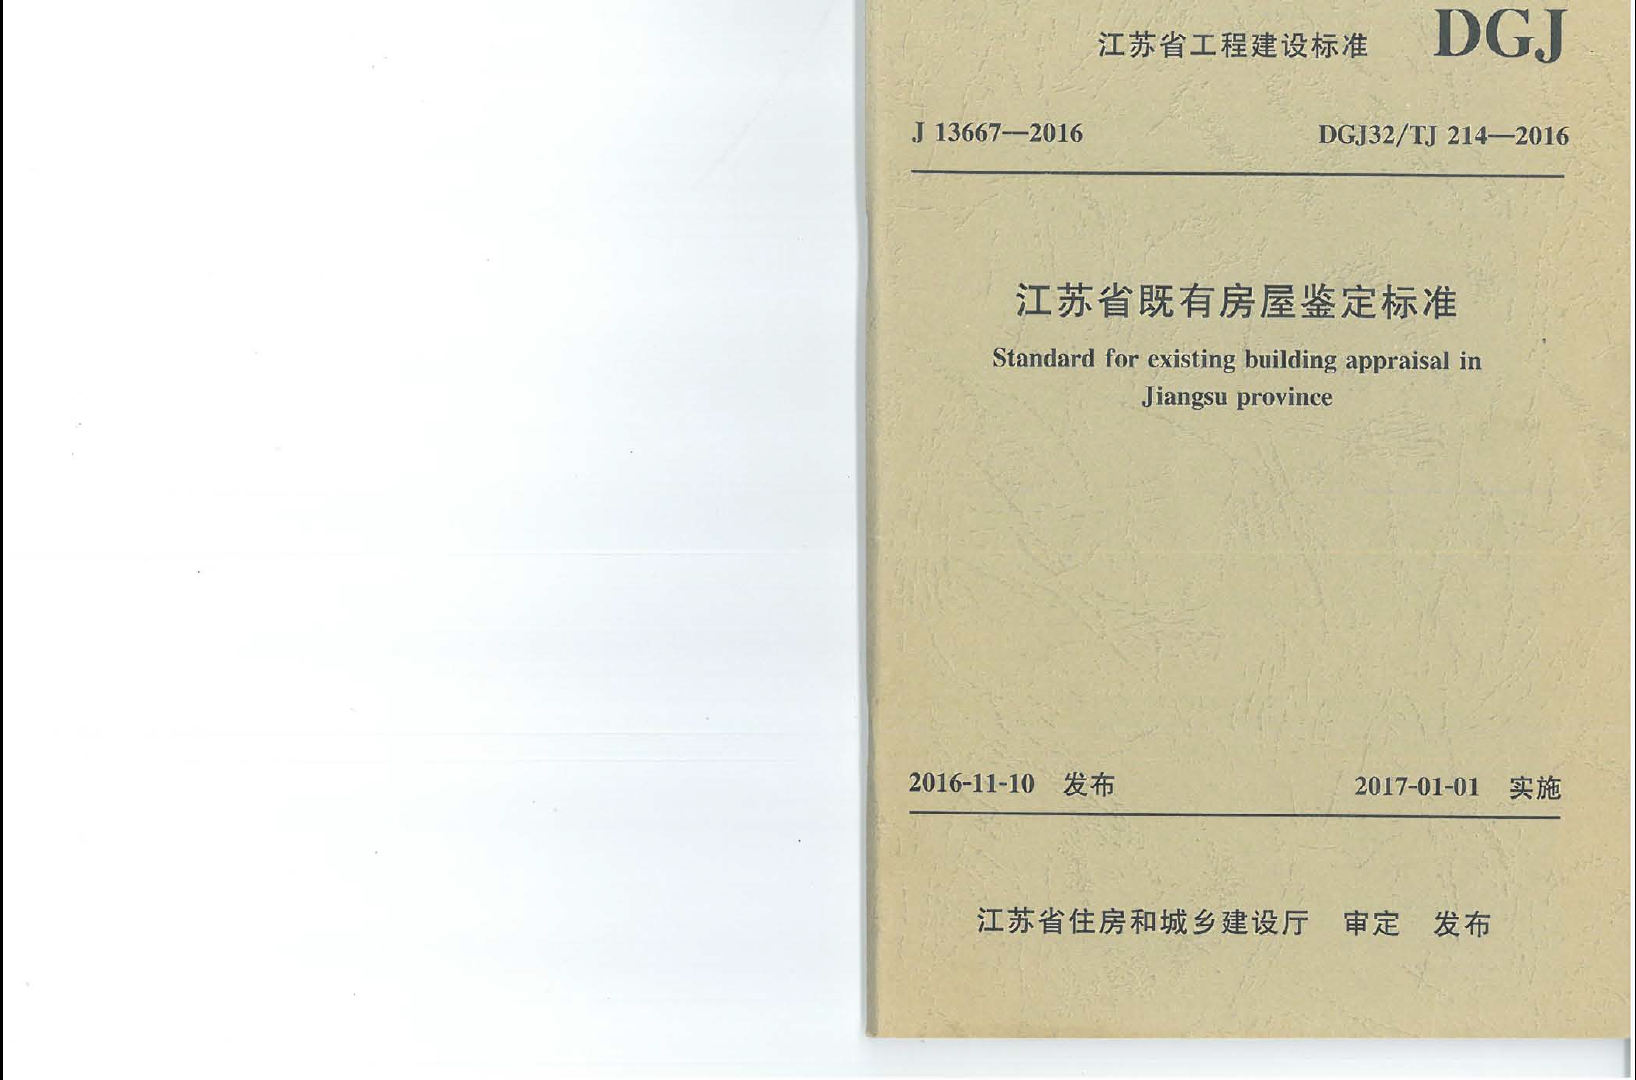 江苏省工程建设标准 DGJ
J 13667—2016 DGJ32/TJ 214—2016
江苏省既有房屋鉴定标准
Standard for existing building appraisal in
Jiangsu province
2016-11-10 发布 2017-01-01 实施
江苏省住房和城乡建设厅 审定 发布